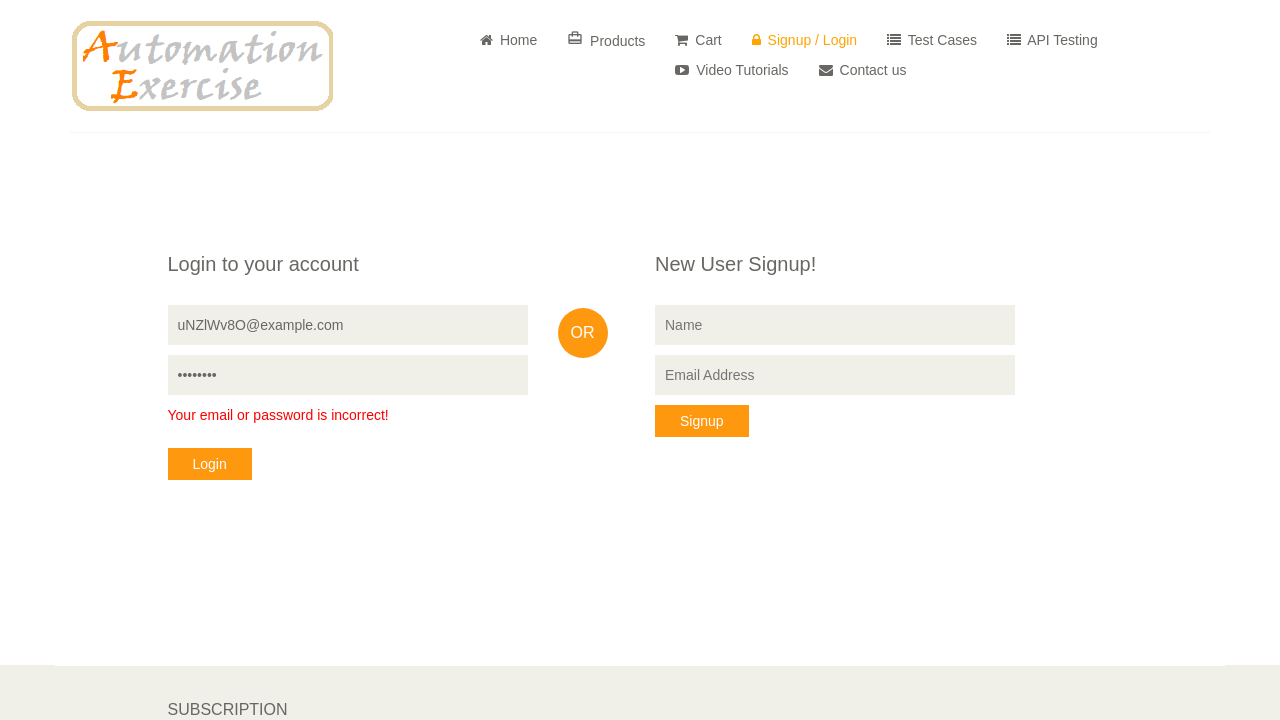 Automation
Exercise
Home Products Cart Signup / Login Test Cases API Testing
Video Tutorials Contact us
Login to your account
New User Signup!
uNZlWv8O@example.com
••••••••
Your email or password is incorrect!
Login
OR
Name
Email Address
Signup
SUBSCRIPTION